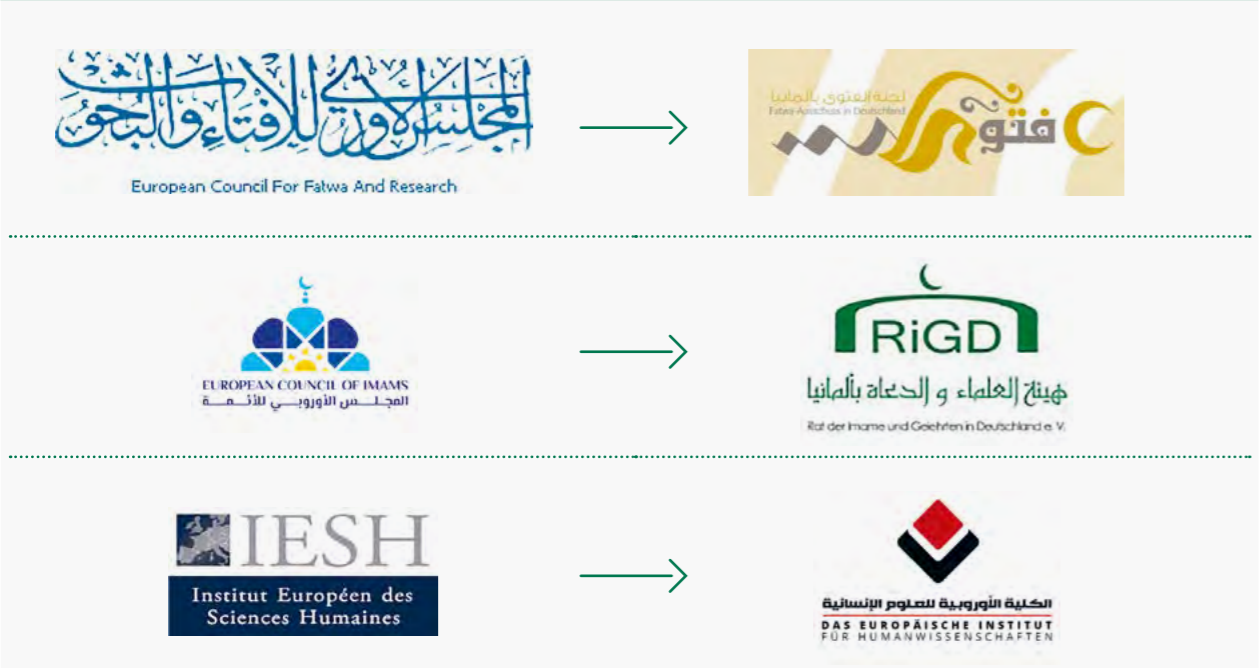 المجلس الأوروبي للإفتاء والبحوث
European Council For Fatwa And Research
لجنة الفتوى بألمانيا
Fatwa-Ausschuss in Deutschland
فتوى
EUROPEAN COUNCIL OF IMAMS
المجلس الأوروبي للأئمة
RiGD
هيئة العلماء و الدعاة بألمانيا
Rat der Imame und Gelehrten in Deutschland e. V.
IESH
Institut Européen des
Sciences Humaines
الكلية الأوروبية للعلوم الإنسانية
DAS EUROPÄISCHE INSTITUT
FÜR HUMANWISSENSCHAFTEN